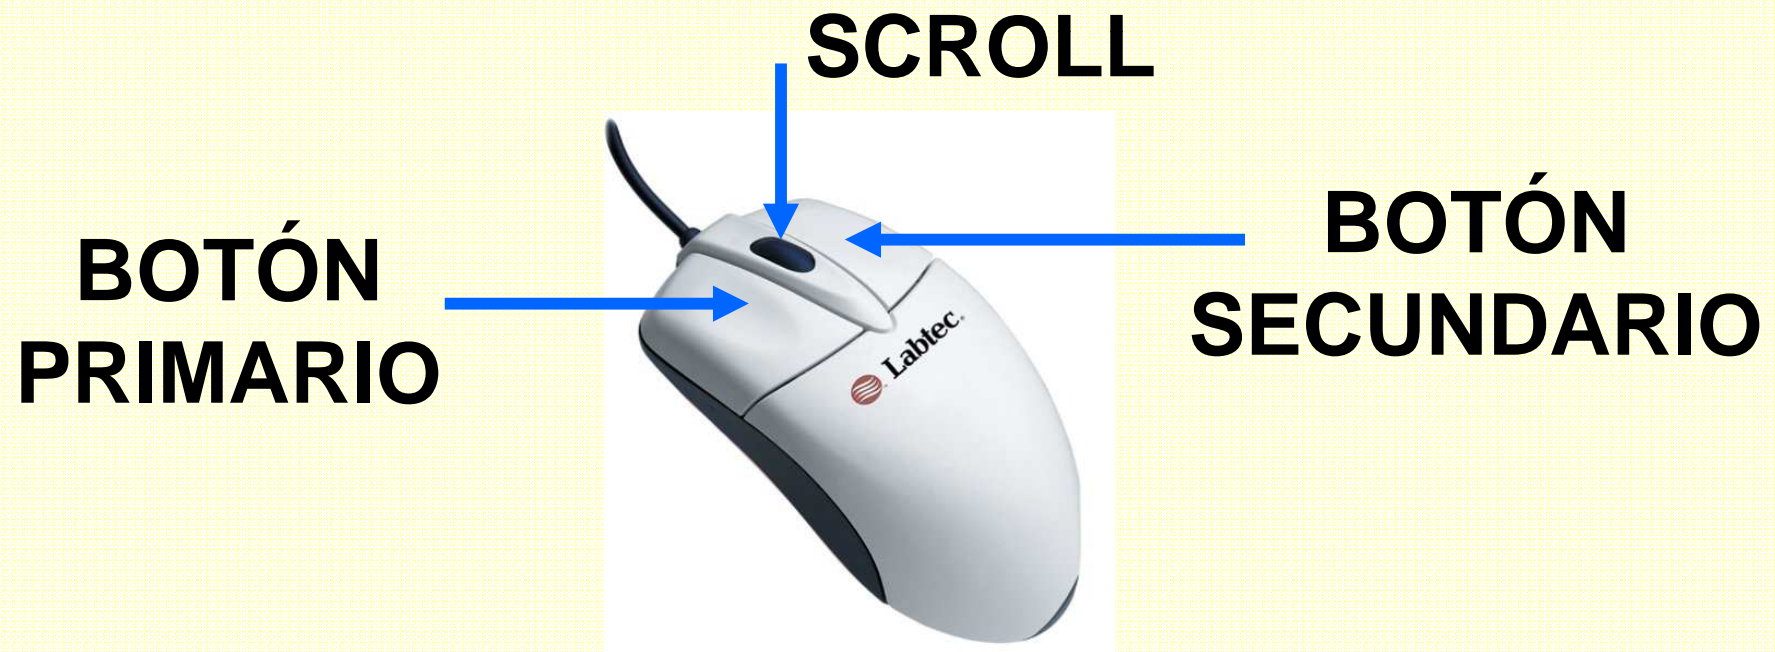 SCROLL
BOTÓN
PRIMARIO
BOTÓN
SECUNDARIO
Labtec.